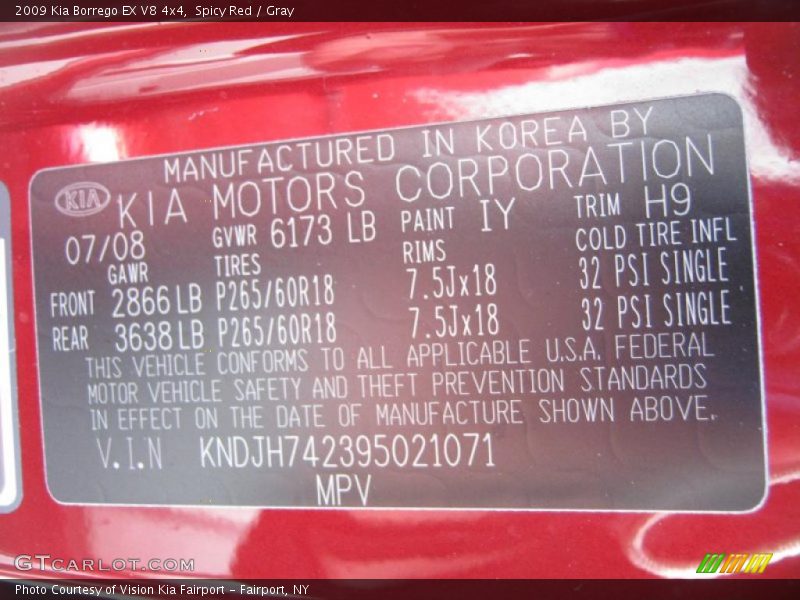 2009 Kia Borrego EX V8 4x4, Spicy Red / Gray
MANUFACTURED IN KOREA BY
KIA KIA MOTORS CORPORATION
07/08 GVWR 6173 LB PAINT IY TRIM H9
GAWR TIRES RIMS COLD TIRE INFL
FRONT 2866 LB P265/60R18 7.5Jx18 32 PSI SINGLE
REAR 3638 LB P265/60R18 7.5Jx18 32 PSI SINGLE
THIS VEHICLE CONFORMS TO ALL APPLICABLE U.S.A. FEDERAL
MOTOR VEHICLE SAFETY AND THEFT PREVENTION STANDARDS
IN EFFECT ON THE DATE OF MANUFACTURE SHOWN ABOVE.
V.I.N KNDJH742395021071
MPV
GTCARLOT.COM
Photo Courtesy of Vision Kia Fairport - Fairport, NY